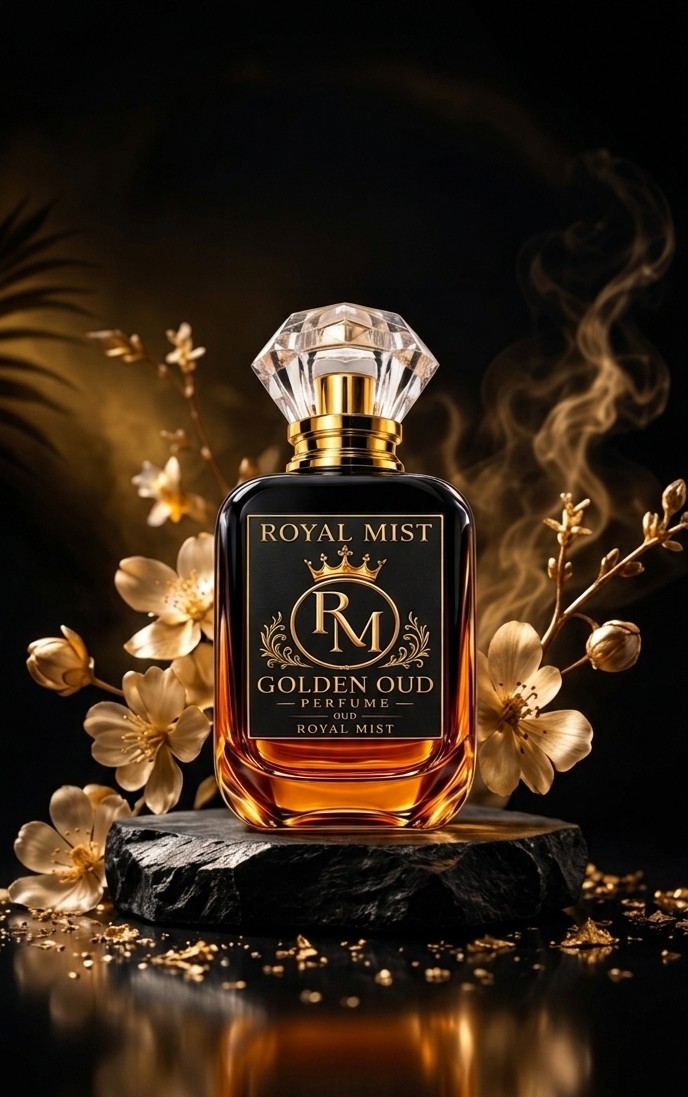 ROYAL MIST
RM
GOLDEN OUD
— PERFUME —
— OUD —
ROYAL MIST